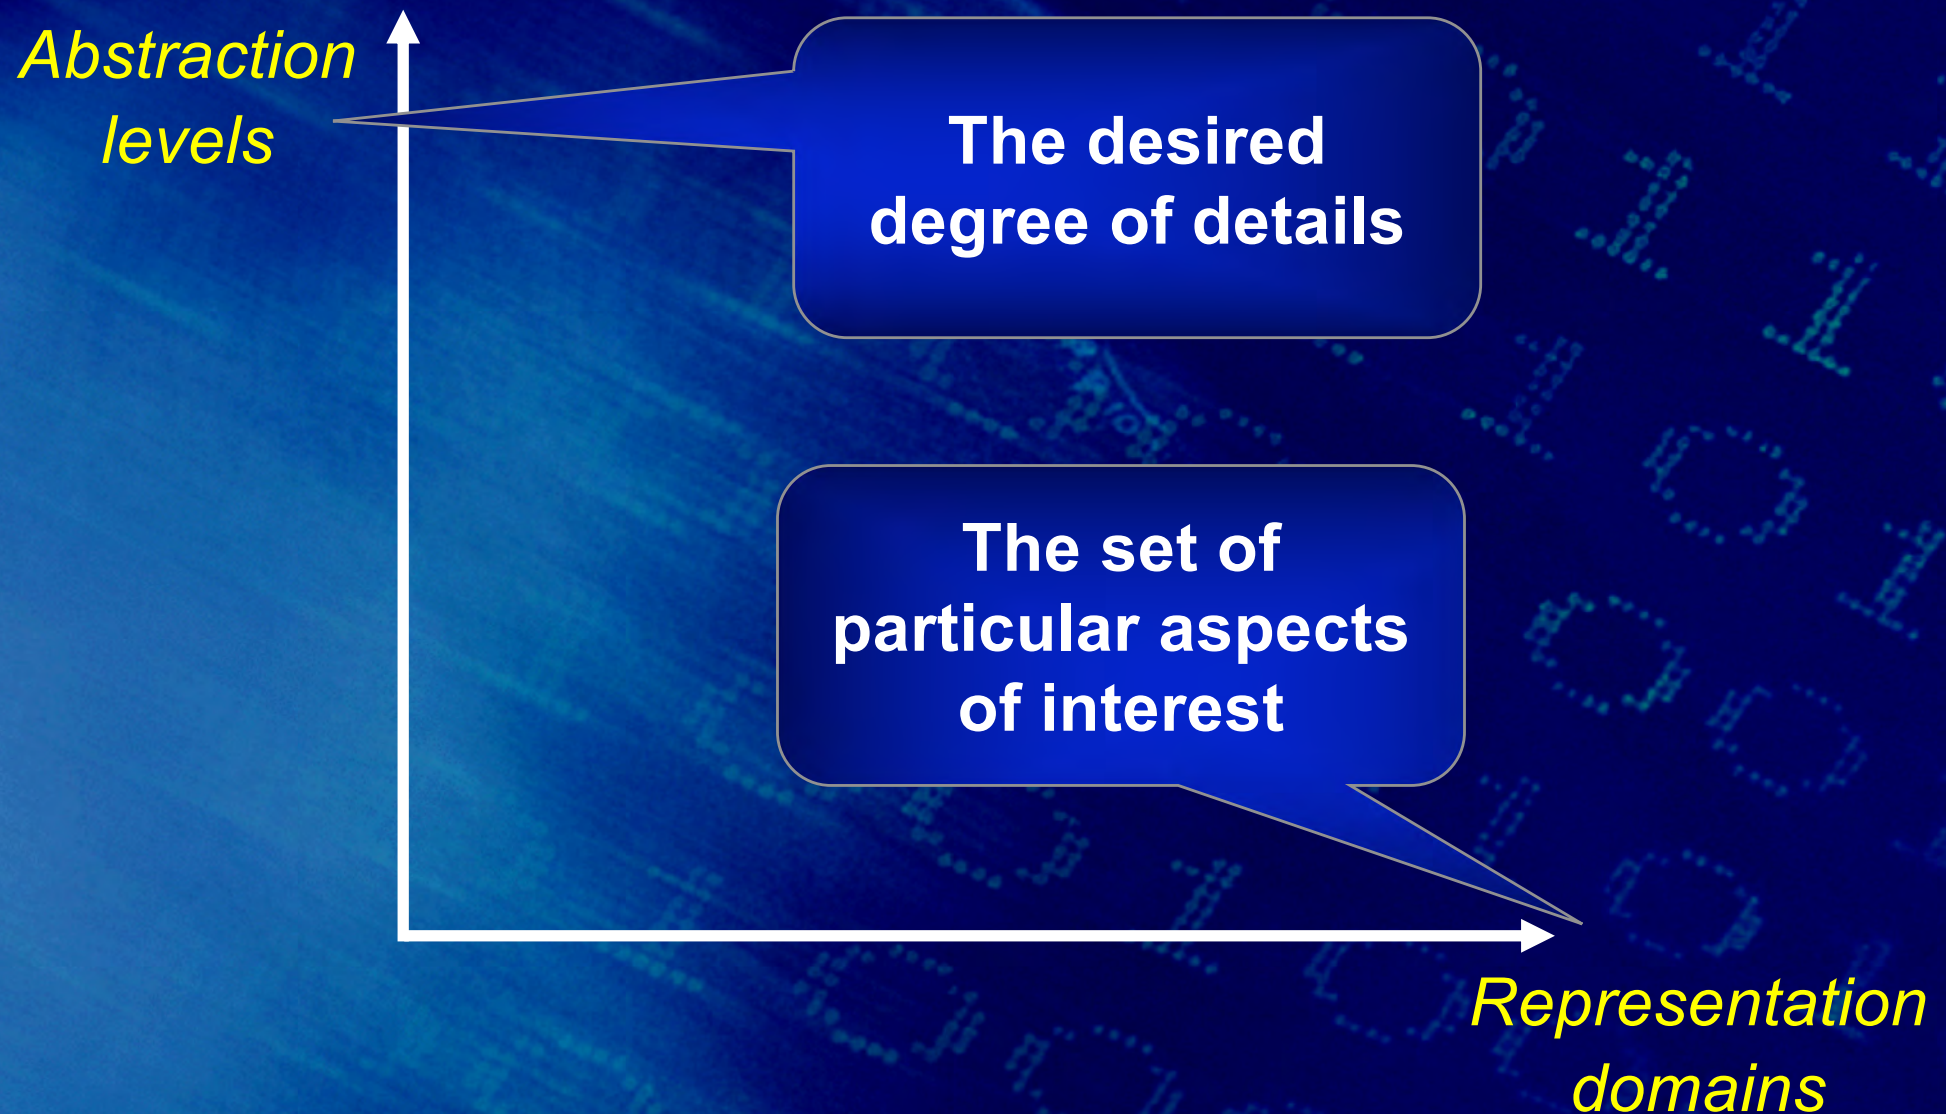 Abstraction
levels
The desired
degree of details
The set of
particular aspects
of interest
Representation
domains